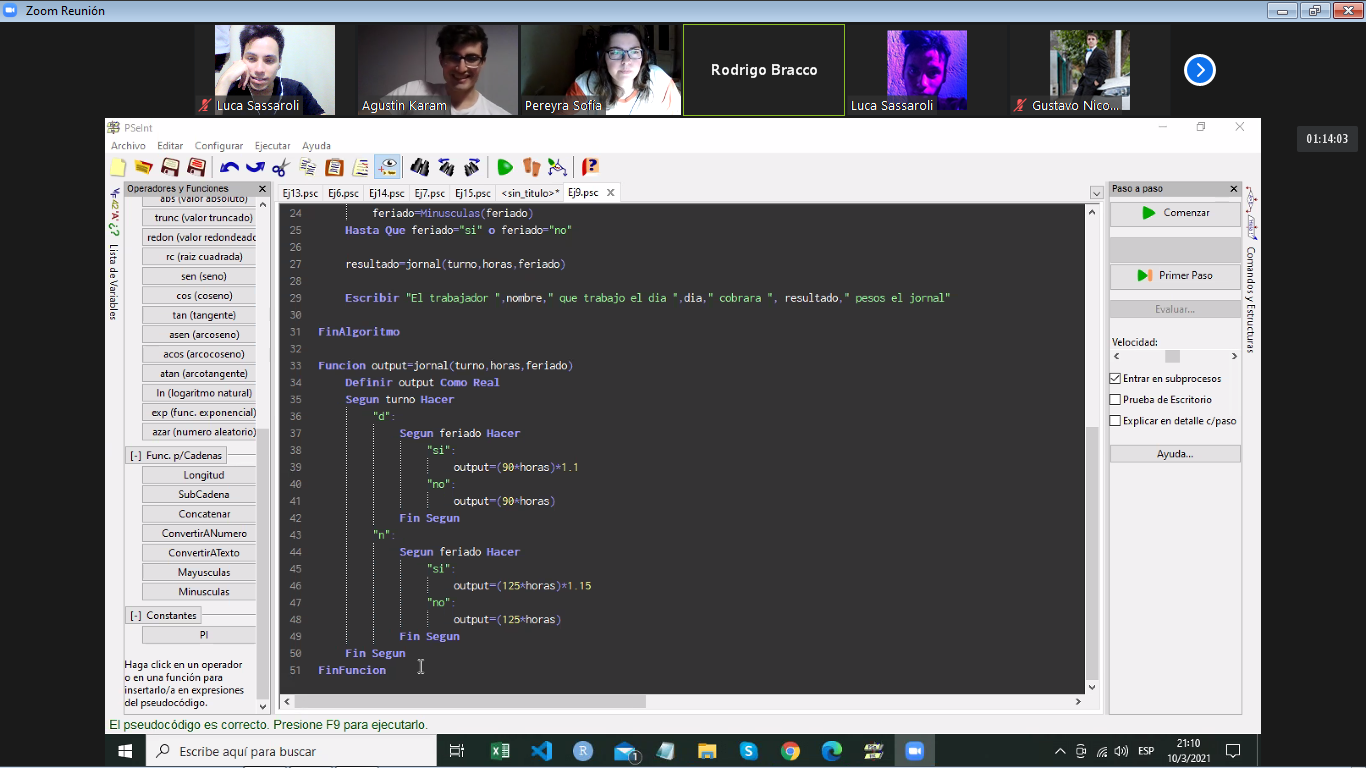 Zoom Reunión
Luca Sassaroli
Agustin Karam
Pereyra Sofia
Rodrigo Bracco
Luca Sassaroli
Gustavo Nico...
01:14:03
PSeInt
Archivo Editar Configurar Ejecutar Ayuda
Operadores y Funciones
Ej13.psc Ej6.psc Ej14.psc Ej7.psc Ej15.psc <sin_titulo>* Ej9.psc
Paso a paso
Lista de Variables
abs (valor absoluto)
trunc (valor truncado)
redon (valor redondeado
rc (raiz cuadrada)
sen (seno)
cos (coseno)
tan (tangente)
asen (arcoseno)
acos (arcocoseno)
atan (arcotangente)
ln (logaritmo natural)
exp (func. exponencial)
azar (numero aleatorio)
[-] Func. p/Cadenas
Longitud
SubCadena
Concatenar
ConvertirANumero
ConvertirATexto
Mayusculas
Minusculas
[-] Constantes
PI
Haga click en un operador
o en una función para
insertarlo/a en expresiones
del pseudocódigo.
24 feriado=Minusculas(feriado)
25 Hasta Que feriado="si" o feriado="no"
26
27 resultado=jornal(turno,horas,feriado)
28
29 Escribir "El trabajador ",nombre," que trabajo el dia ",dia," cobrara ", resultado," pesos el jornal"
30
31 FinAlgoritmo
32
33 Funcion output=jornal(turno,horas,feriado)
34 Definir output Como Real
35 Segun turno Hacer
36 "d":
37 Segun feriado Hacer
38 "si":
39 output=(90*horas)*1.1
40 "no":
41 output=(90*horas)
42 Fin Segun
43 "n":
44 Segun feriado Hacer
45 "si":
46 output=(125*horas)*1.15
47 "no":
48 output=(125*horas)
49 Fin Segun
50 Fin Segun
51 FinFuncion
Comenzar
Primer Paso
Evaluar...
Velocidad:
Entrar en subprocesos
Prueba de Escritorio
Explicar en detalle c/paso
Ayuda...
Comandos y Estructuras
El pseudocódigo es correcto. Presione F9 para ejecutarlo.
Escribe aquí para buscar
1
ESP
21:10
10/3/2021